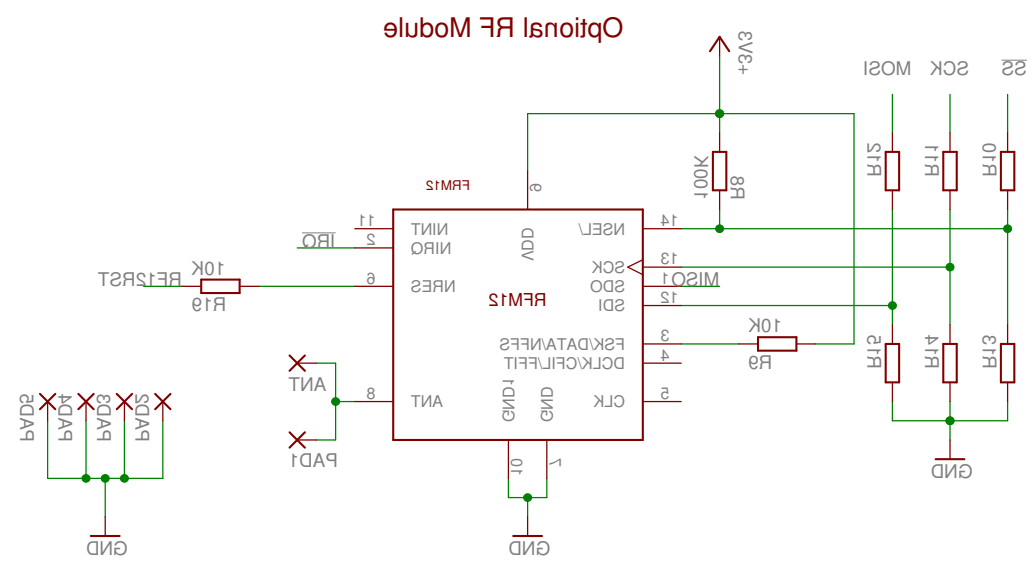 Optional RF Module
+3V3
MOSI
SCK
SS
R12
R11
R10
100K
R8
FRM12
9
11
NINT
2
NIRQ
IRQ
VDD
NSEL/
14
SCK
13
SDO
1
MISO
SDI
12
RFM12
RF12RST
10K
R19
6
NRES
FSK/DATA/NFFS
3
10K
R9
DCLK/CFIL/FFIT
4
R15
R14
R13
ANT
8
ANT
GND1
GND
CLK
5
PAD5
PAD4
PAD3
PAD2
PAD1
10
7
GND
GND
GND